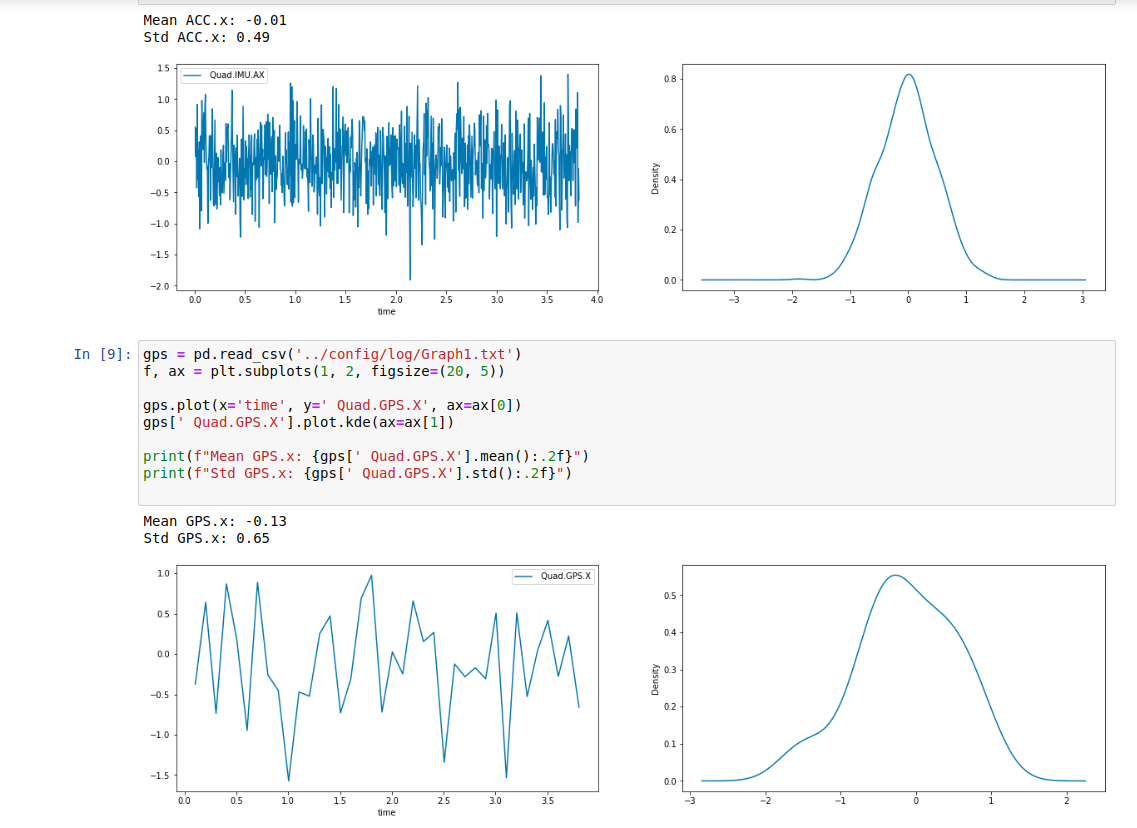 Mean ACC.x: -0.01
Std ACC.x: 0.49
Quad.IMU.AX
1.5
1.0
0.5
0.0
−0.5
−1.0
−1.5
−2.0
0.0 0.5 1.0 1.5 2.0 2.5 3.0 3.5 4.0
time
0.8
0.6
0.4
0.2
0.0
Density
−3 −2 −1 0 1 2 3
In [9]:
gps = pd.read_csv('../config/log/Graph1.txt')
f, ax = plt.subplots(1, 2, figsize=(20, 5))
gps.plot(x='time', y=' Quad.GPS.X', ax=ax[0])
gps[' Quad.GPS.X'].plot.kde(ax=ax[1])
print(f"Mean GPS.x: {gps[' Quad.GPS.X'].mean():.2f}")
print(f"Std GPS.x: {gps[' Quad.GPS.X'].std():.2f}")
Mean GPS.x: -0.13
Std GPS.x: 0.65
Quad.GPS.X
1.0
0.5
0.0
−0.5
−1.0
−1.5
0.0 0.5 1.0 1.5 2.0 2.5 3.0 3.5
time
0.5
0.4
0.3
0.2
0.1
0.0
Density
−3 −2 −1 0 1 2